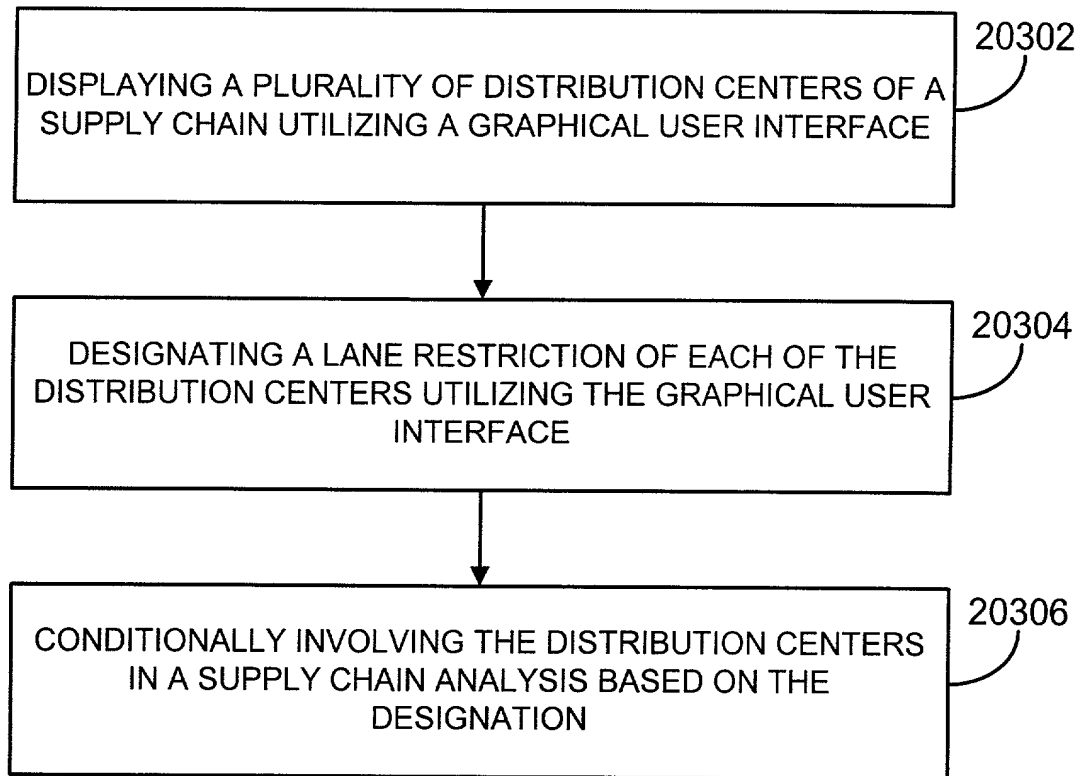 20302
DISPLAYING A PLURALITY OF DISTRIBUTION CENTERS OF A
SUPPLY CHAIN UTILIZING A GRAPHICAL USER INTERFACE
20304
DESIGNATING A LANE RESTRICTION OF EACH OF THE
DISTRIBUTION CENTERS UTILIZING THE GRAPHICAL USER
INTERFACE
20306
CONDITIONALLY INVOLVING THE DISTRIBUTION CENTERS
IN A SUPPLY CHAIN ANALYSIS BASED ON THE
DESIGNATION